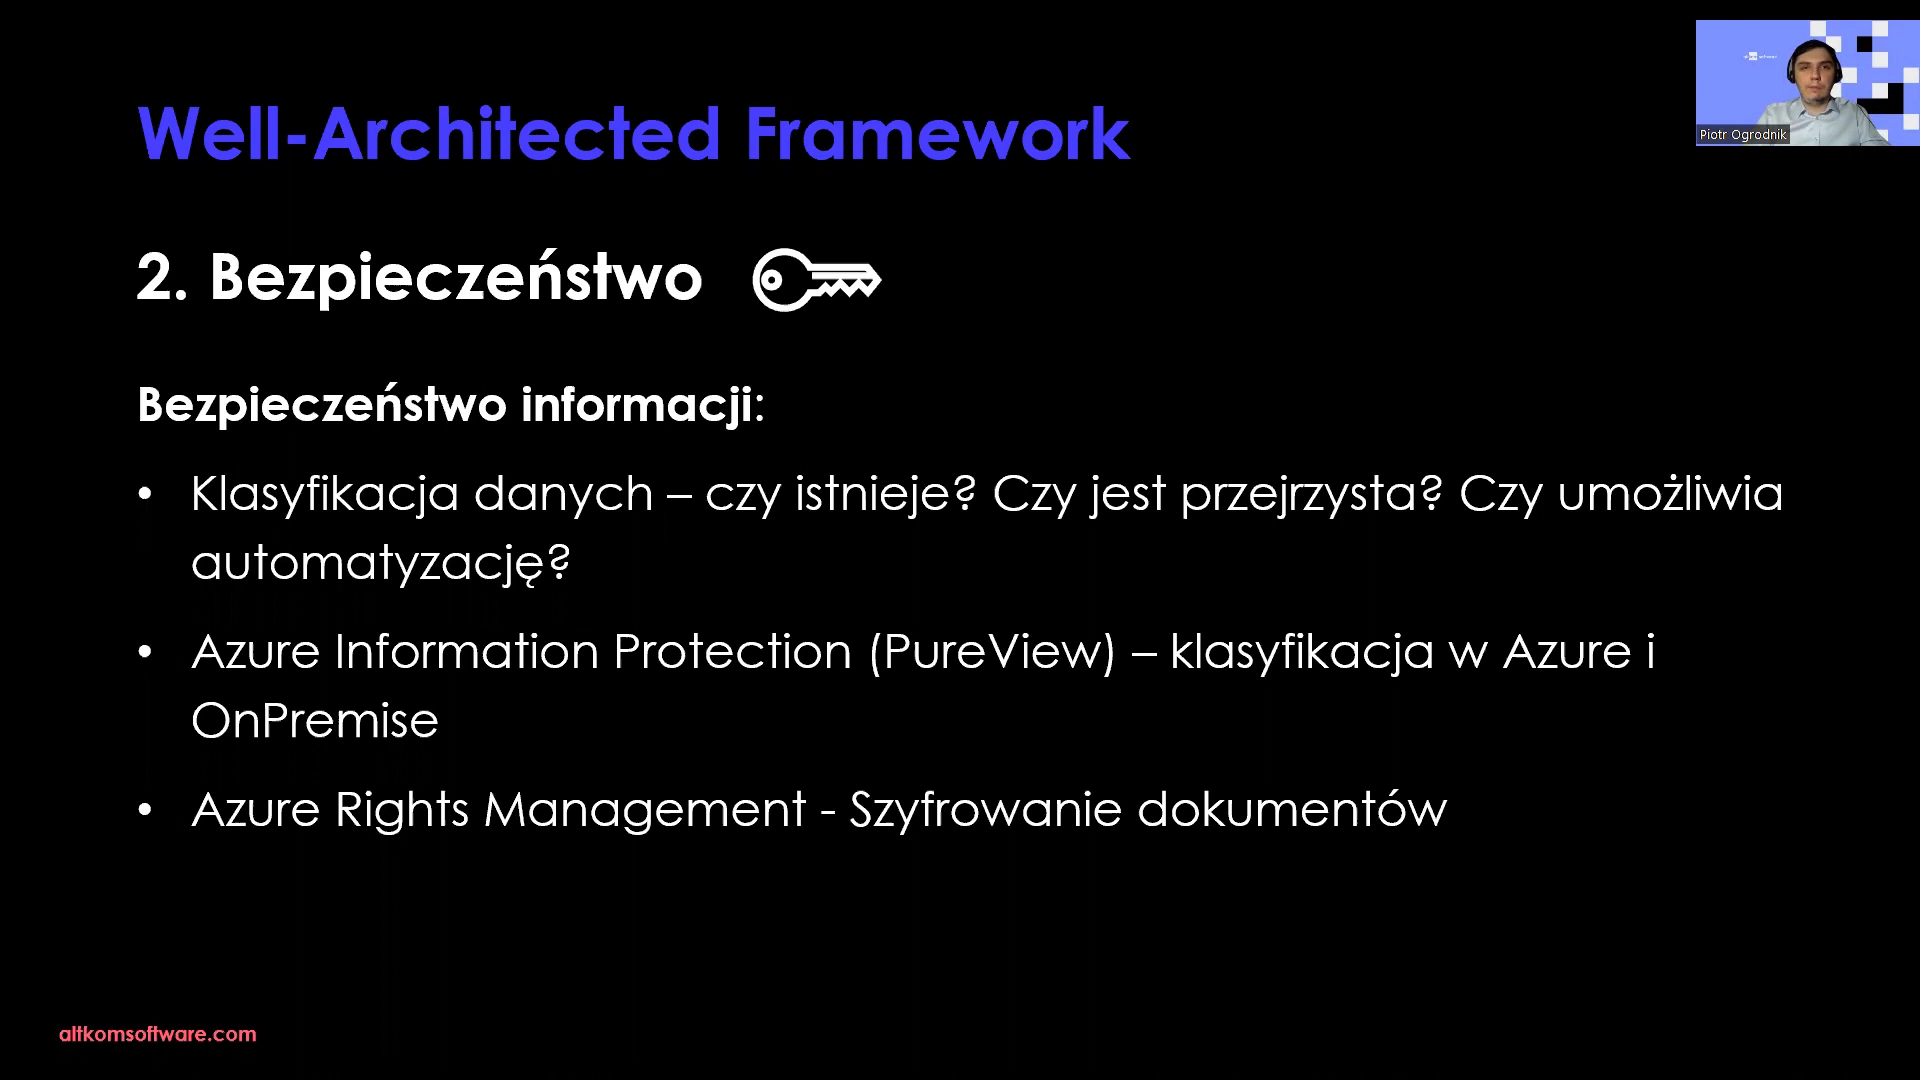 Well-Architected Framework
Piotr Ogrodnik
2. Bezpieczeństwo
Bezpieczeństwo informacji:
• Klasyfikacja danych – czy istnieje? Czy jest przejrzysta? Czy umożliwia
automatyzację?
• Azure Information Protection (PureView) – klasyfikacja w Azure i
OnPremise
• Azure Rights Management - Szyfrowanie dokumentów
altkomsoftware.com